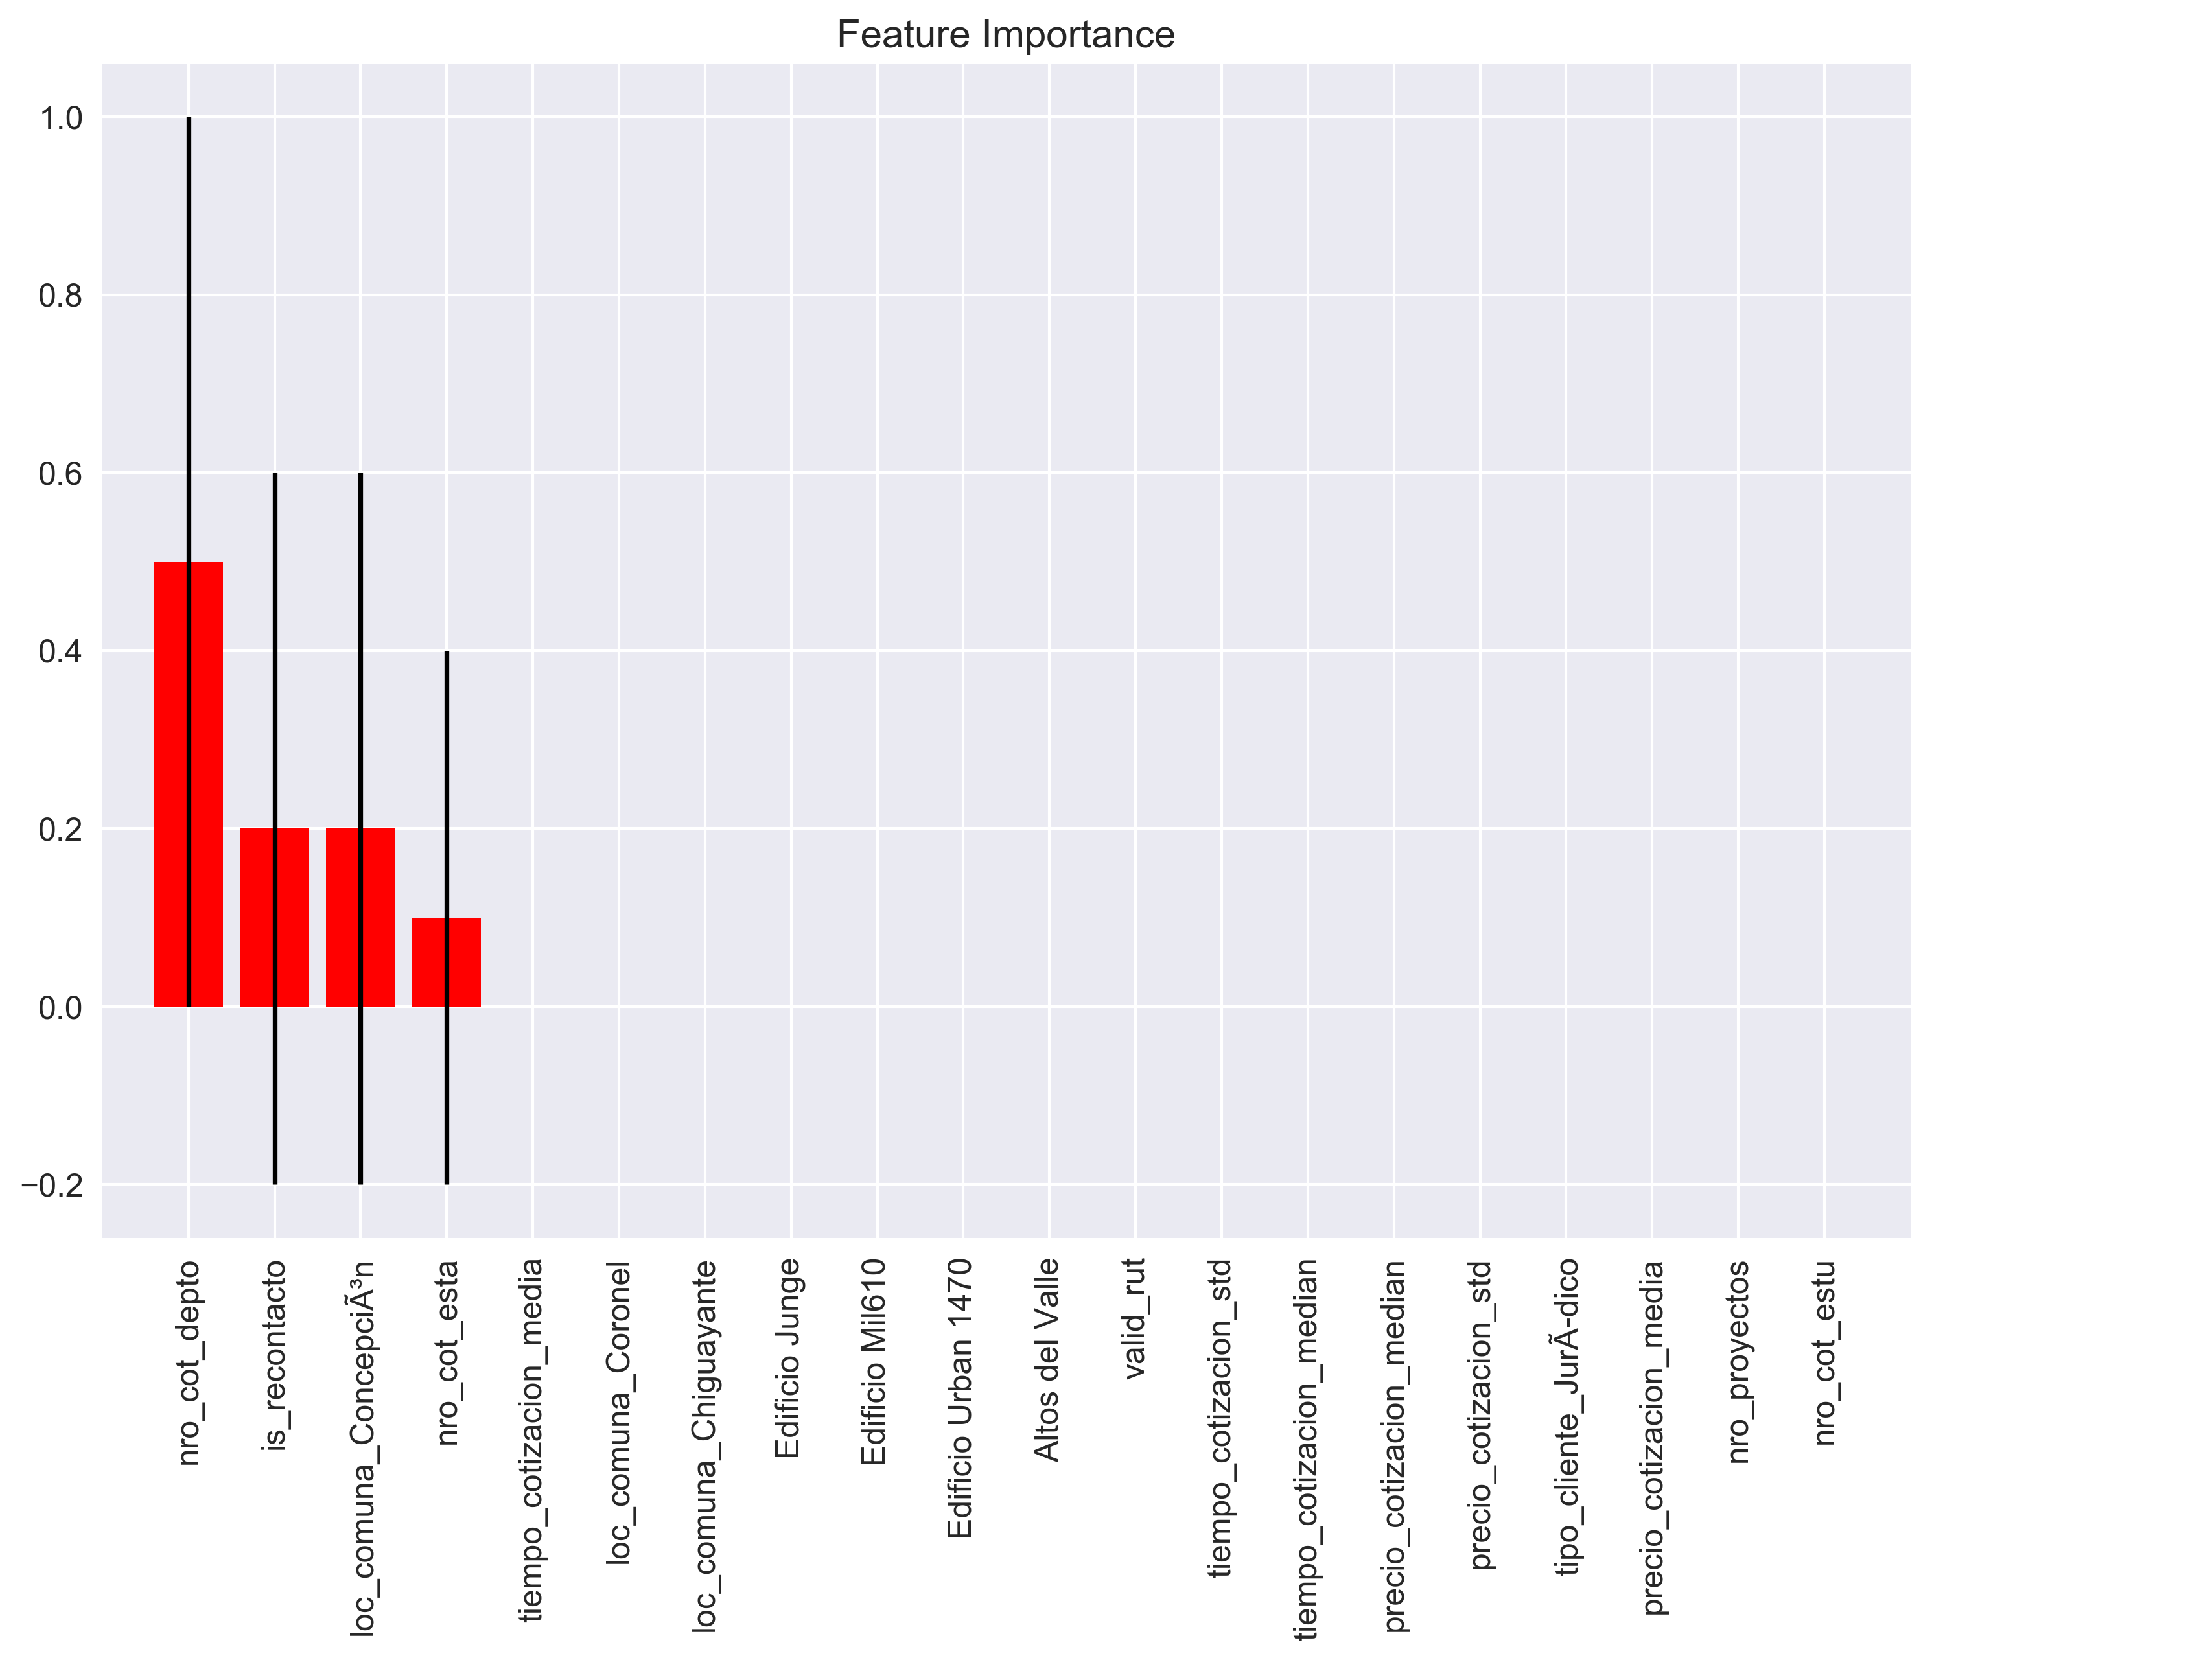 Feature Importance
1.0
0.8
0.6
0.4
0.2
0.0
−0.2
nro_cot_depto
is_recontacto
loc_comuna_ConcepciÃ³n
nro_cot_esta
tiempo_cotizacion_media
loc_comuna_Coronel
loc_comuna_Chiguayante
Edificio Junge
Edificio Mil610
Edificio Urban 1470
Altos del Valle
valid_rut
tiempo_cotizacion_std
tiempo_cotizacion_median
precio_cotizacion_median
precio_cotizacion_std
tipo_cliente_JurÃ-dico
precio_cotizacion_media
nro_proyectos
nro_cot_estu